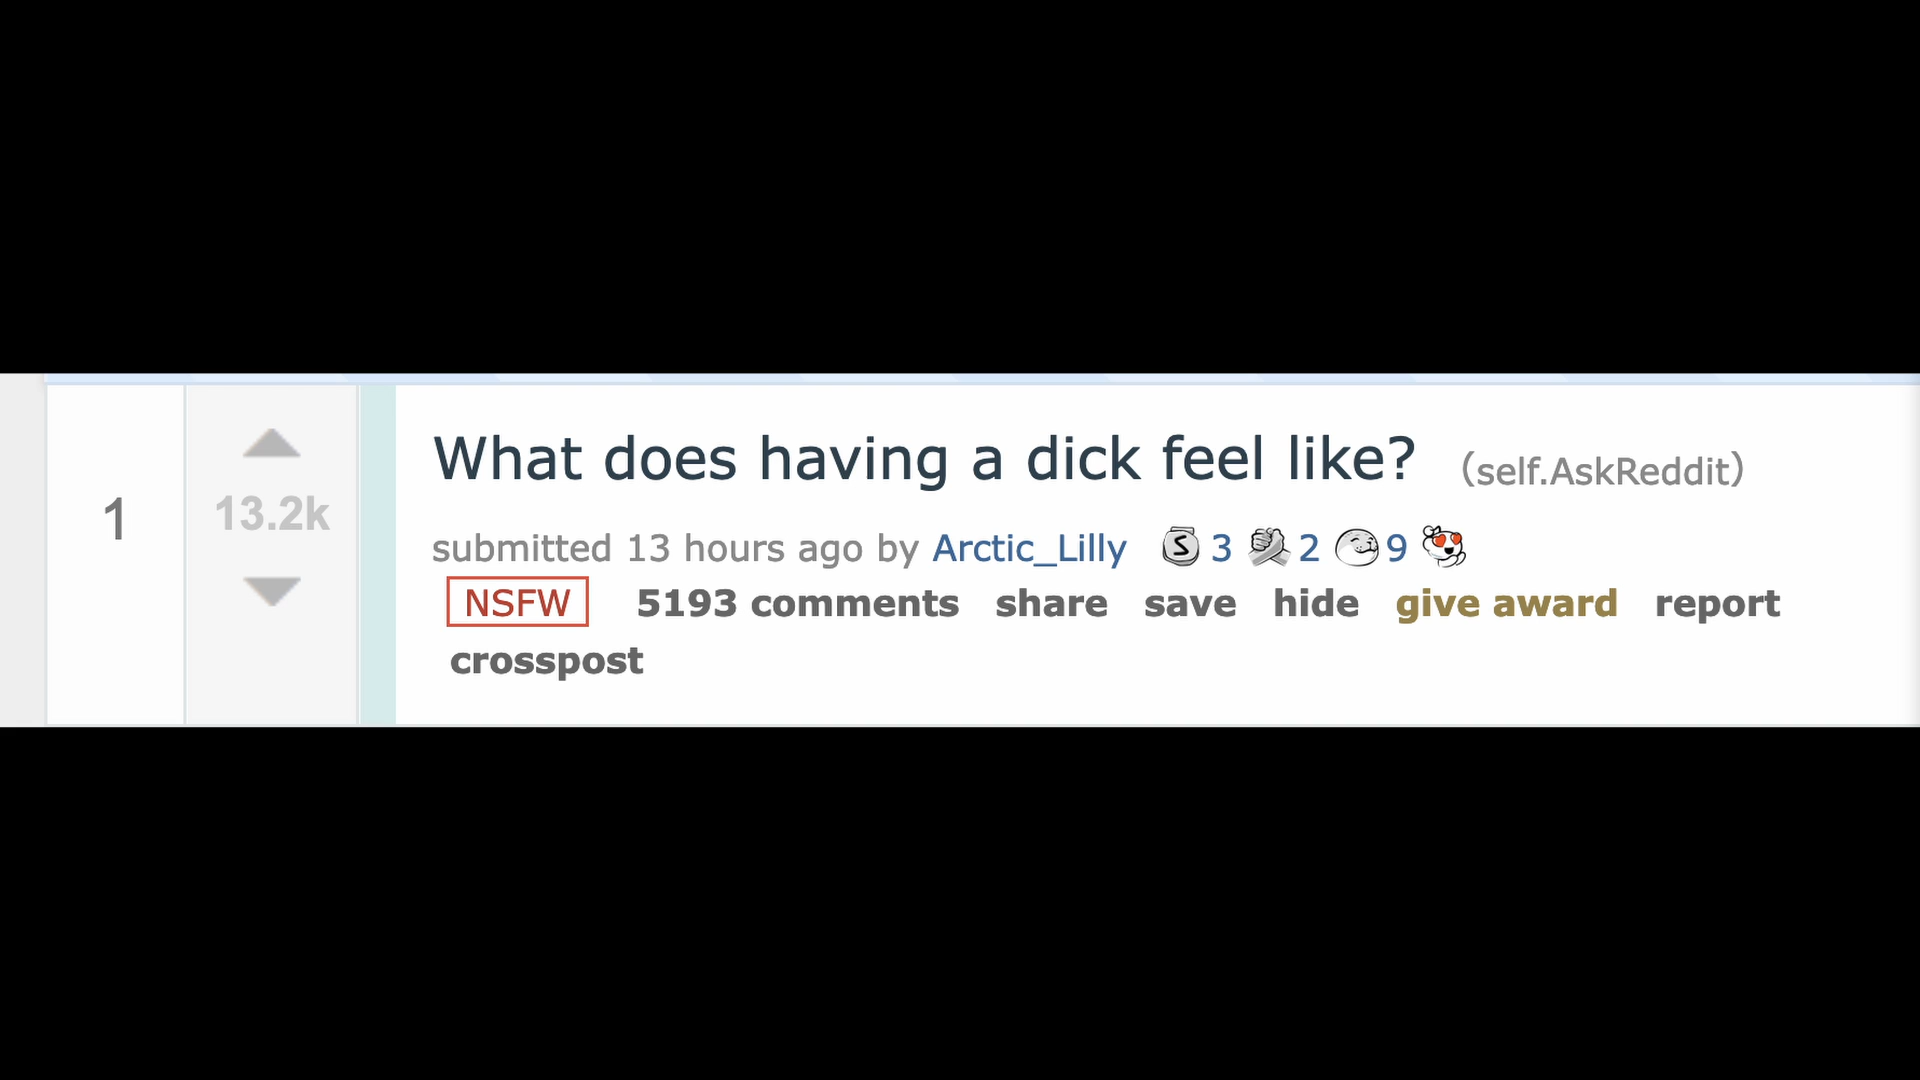 What does having a dick feel like? (self.AskReddit)
1
13.2k
submitted 13 hours ago by Arctic_Lilly S 3 2 9
NSFW 5193 comments share save hide give award report
crosspost